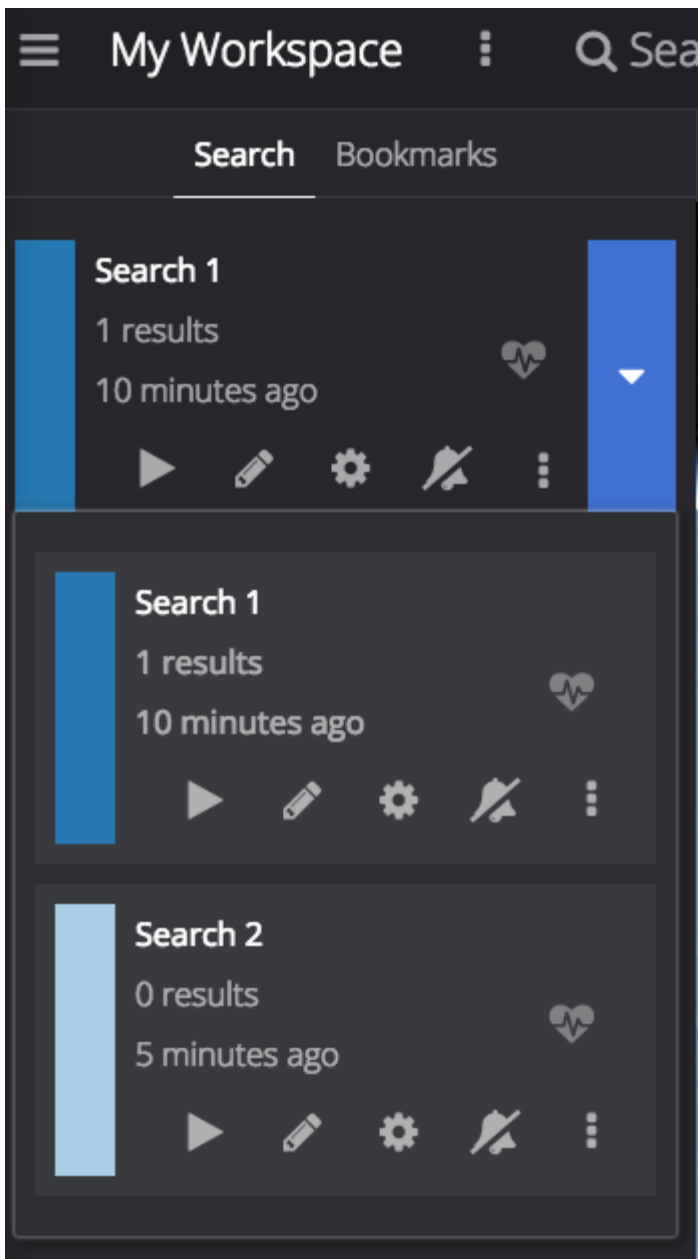 My Workspace
Search Bookmarks
Search 1
1 results
10 minutes ago
Search 1
1 results
10 minutes ago
Search 2
0 results
5 minutes ago